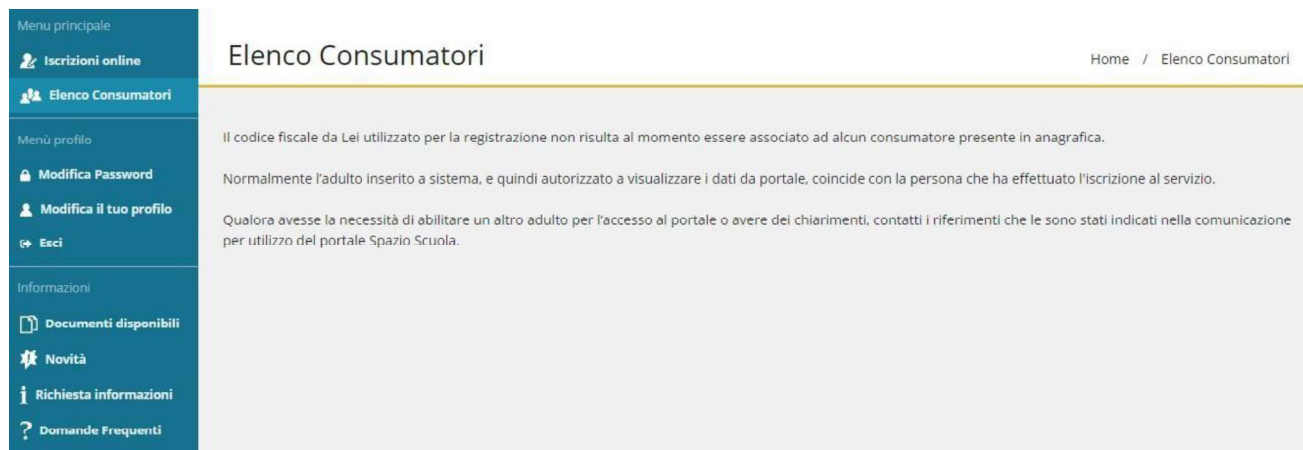 Menu principale
Iscrizioni online
Elenco Consumatori
Menù profilo
Modifica Password
Modifica il tuo profilo
Esci
Informazioni
Documenti disponibili
Novità
Richiesta informazioni
Domande Frequenti
Elenco Consumatori
Home / Elenco Consumatori
Il codice fiscale da Lei utilizzato per la registrazione non risulta al momento essere associato ad alcun consumatore presente in anagrafica.
Normalmente l'adulto inserito a sistema, e quindi autorizzato a visualizzare i dati da portale, coincide con la persona che ha effettuato l'iscrizione al servizio.
Qualora avesse la necessità di abilitare un altro adulto per l'accesso al portale o avere dei chiarimenti, contatti i riferimenti che le sono stati indicati nella comunicazione
per utilizzo del portale Spazio Scuola.